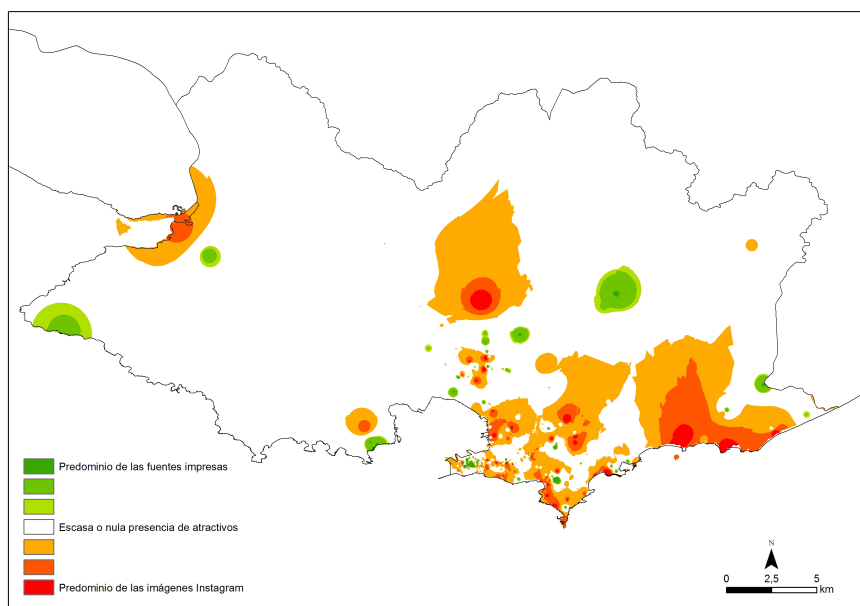 Predominio de las fuentes impresas
Escasa o nula presencia de atractivos
Predominio de las imágenes Instagram
N
0 2,5 5
km